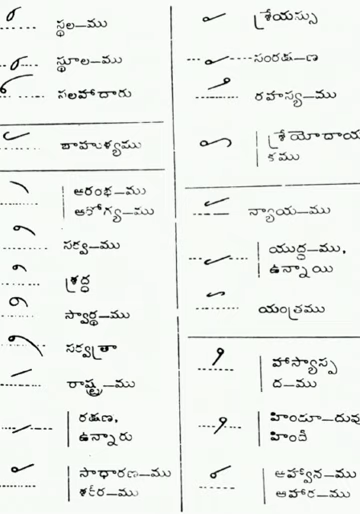 స్థల—ము
స్థూల—ము
సలహాదారు
బాహుళ్యము
ఆరంభ—ము
ఆరోగ్య—ము
సర్వ—ము
శ్రద్ధ
స్వార్థ—ము
సర్వత్రా
రాష్ట్ర—ము
రక్షణ,
ఉన్నారు
సాధారణ—ము
శరీర—ము
శ్రేయస్సు
సంరక్ష—ణ
రహస్య—ము
శ్రేయోదాయ
కము
న్యాయ—ము
యుద్ధ—ము,
ఉన్నాయి
యంత్రము
హాస్యాస్ప
ద—ము
హిందూ—దువు
హిందీ
ఆహ్వాన—ము
ఆహార—ము